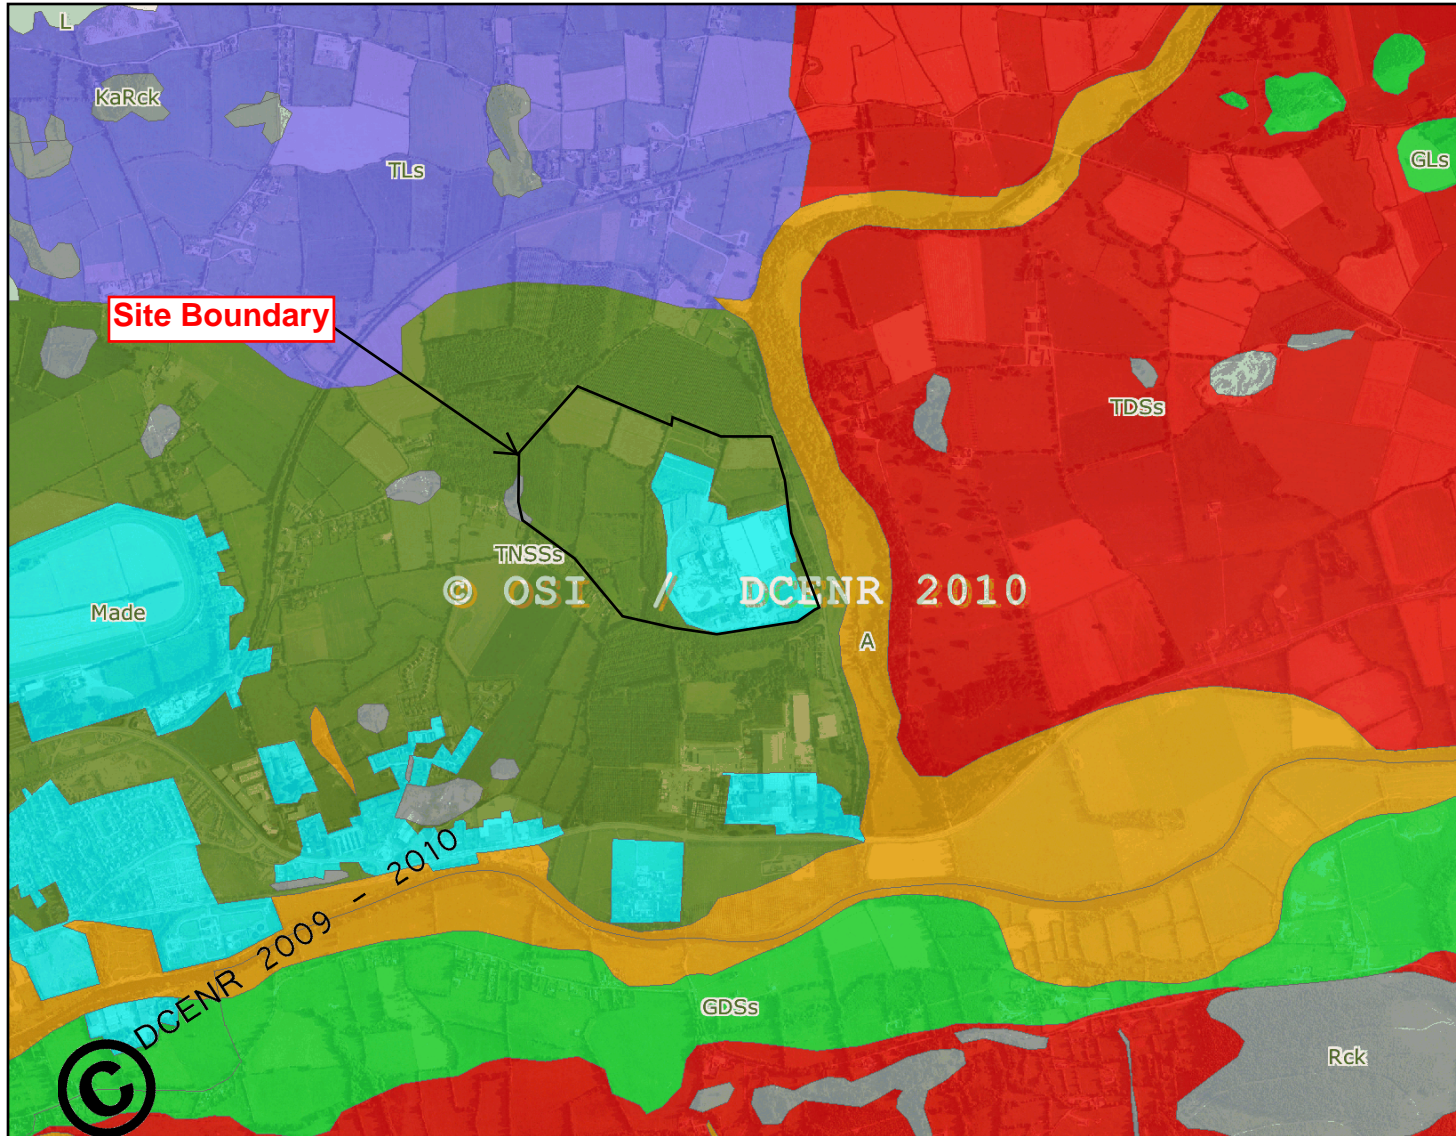 L
KaRck
TLs
GLs
Site Boundary
TDSs
TNSSs
© OSI / DCENR 2010
Made
A
© DCENR 2009 - 2010
GDSs
Rck